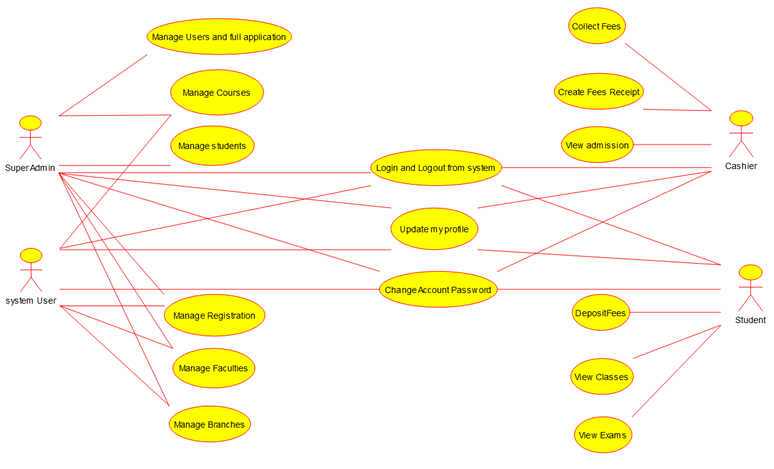 Manage Users and full application
Collect Fees
Manage Courses
Create Fees Receipt
Manage students
View admission
SuperAdmin
Login and Logout from system
Cashier
Update my profile
system User
Change Account Password
Manage Registration
DepositFees
Student
Manage Faculties
View Classes
Manage Branches
View Exams